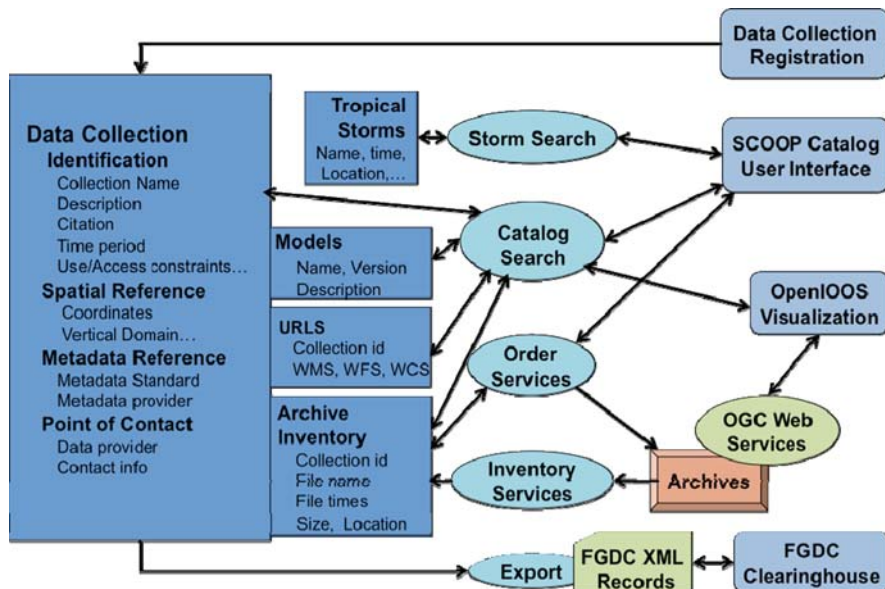 Data Collection
Registration
Data Collection
Identification
Collection Name
Description
Citation
Time period
Use/Access constraints…
Spatial Reference
Coordinates
Vertical Domain…
Metadata Reference
Metadata Standard
Metadata provider
Point of Contact
Data provider
Contact info
Tropical
Storms
Name, time,
Location,…
Storm Search
SCOOP Catalog
User Interface
Models
Name, Version
Description
Catalog
Search
URLS
Collection id
WMS, WFS, WCS
OpenIOOS
Visualization
Order
Services
Archive
Inventory
Collection id
File name
File times
Size, Location
OGC Web
Services
Inventory
Services
Archives
Export
FGDC XML
Records
FGDC
Clearinghouse